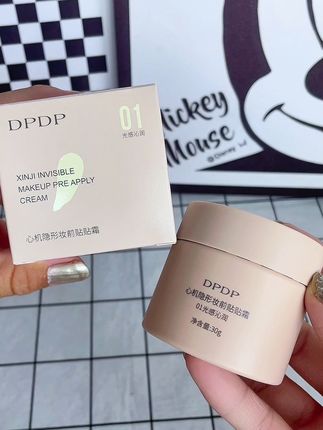 Mickey
Mouse
©Disney
DPDP
01
光感沁润
XINJI INVISIBLE
MAKEUP PRE APPLY
CREAM
心机隐形妆前贴贴霜
DPDP
心机隐形妆前贴贴霜
01光感沁润
净含量:30g